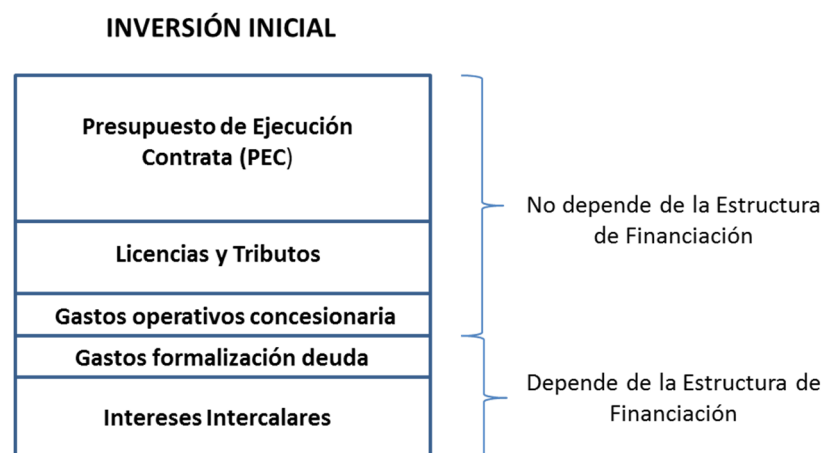 INVERSIÓN INICIAL
Presupuesto de Ejecución
Contrata (PEC)
Licencias y Tributos
Gastos operativos concesionaria
Gastos formalización deuda
Intereses Intercalares
No depende de la Estructura
de Financiación
Depende de la Estructura de
Financiación